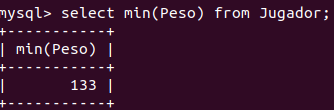 mysql> select min(Peso) from Jugador;
+-----------+
| min(Peso) |
+-----------+
|       133 |
+-----------+